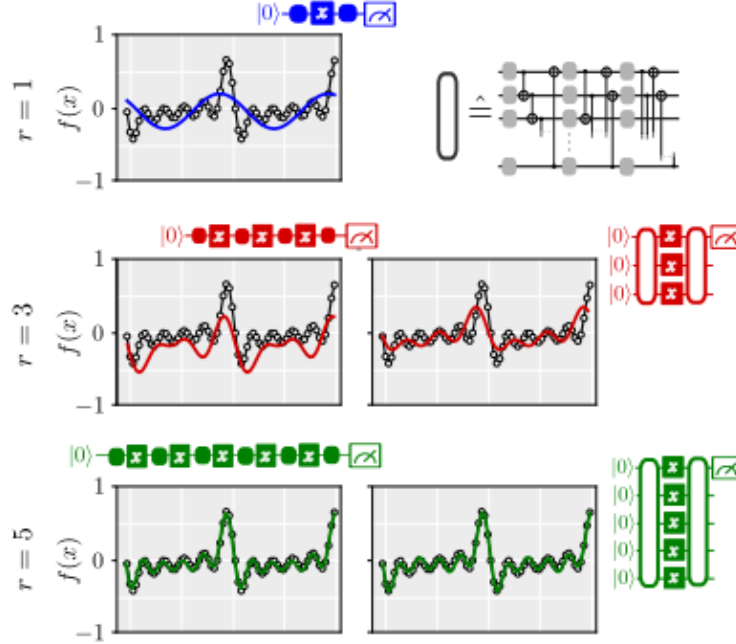 |0⟩ x
1
0
−1
r = 1
f(x)
≙
|0⟩ x x x
|0⟩ x
|0⟩ x
|0⟩ x
1
0
−1
r = 3
f(x)
|0⟩ x x x x x
|0⟩ x
|0⟩ x
|0⟩ x
|0⟩ x
|0⟩ x
1
0
−1
r = 5
f(x)